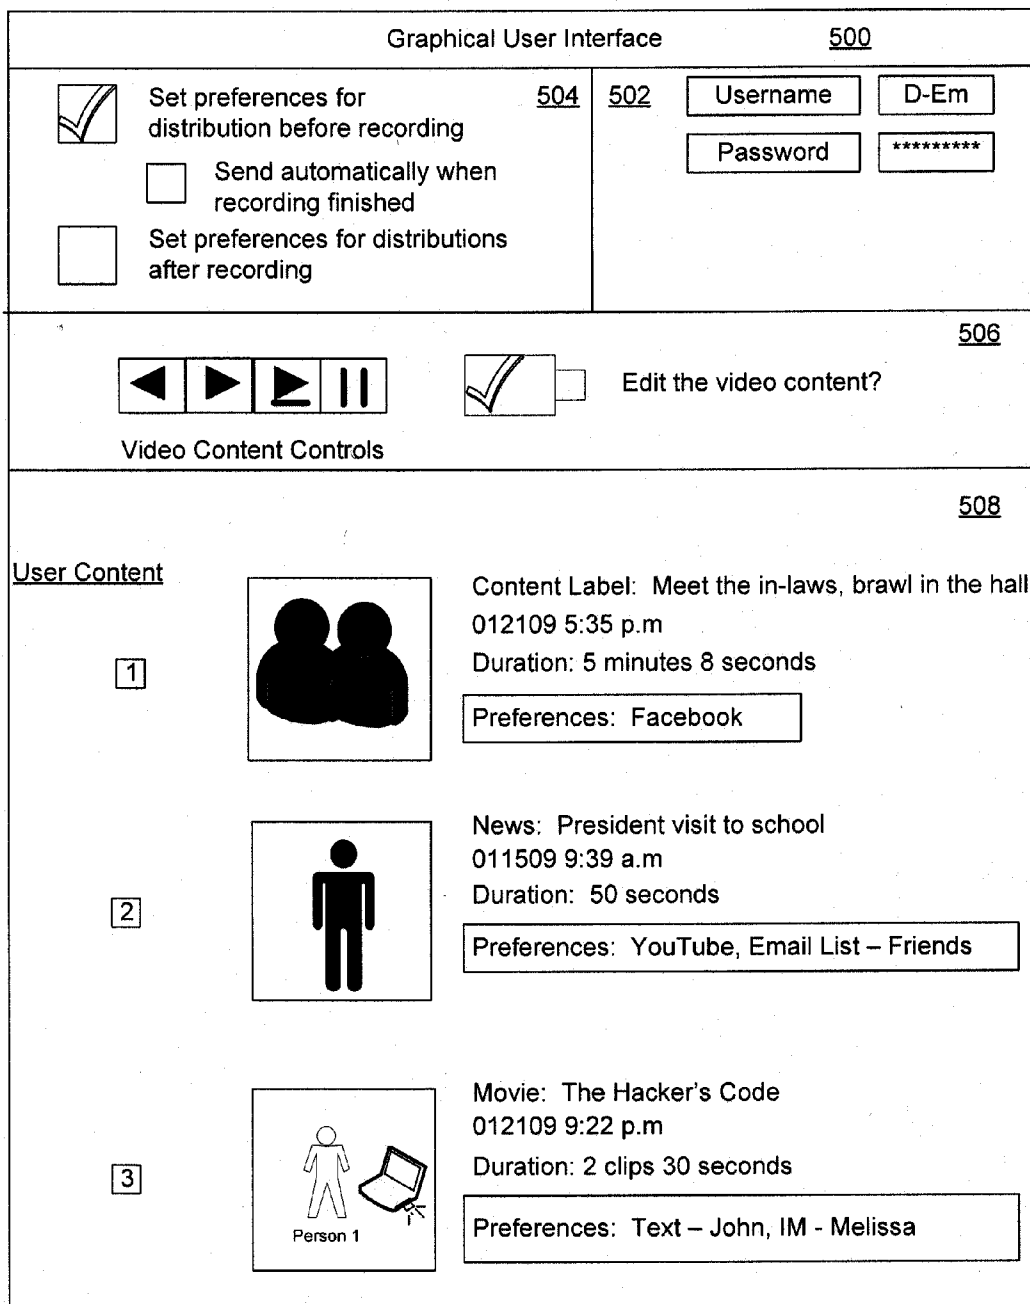 Graphical User Interface 500
Set preferences for
distribution before recording
504
Send automatically when
recording finished
Set preferences for distributions
after recording
502
Username D-Em
Password *********
506
Video Content Controls
Edit the video content?
508
User Content
1
Content Label: Meet the in-laws, brawl in the hall
012109 5:35 p.m
Duration: 5 minutes 8 seconds
Preferences: Facebook
2
News: President visit to school
011509 9:39 a.m
Duration: 50 seconds
Preferences: YouTube, Email List – Friends
3
Person 1
Movie: The Hacker's Code
012109 9:22 p.m
Duration: 2 clips 30 seconds
Preferences: Text – John, IM - Melissa